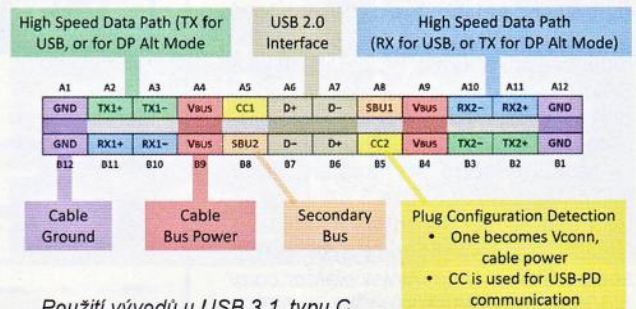 High Speed Data Path (TX for
USB, or for DP Alt Mode
USB 2.0
Interface
High Speed Data Path
(RX for USB, or TX for DP Alt Mode)
A1 A2 A3 A4 A5 A6 A7 A8 A9 A10 A11 A12
GND TX1+ TX1− VBUS CC1 D+ D− SBU1 VBUS RX2− RX2+ GND
GND RX1+ RX1− VBUS SBU2 D− D+ CC2 VBUS TX2− TX2+ GND
B12 B11 B10 B9 B8 B7 B6 B5 B4 B3 B2 B1
Cable
Ground
Cable
Bus Power
Secondary
Bus
Plug Configuration Detection
• One becomes Vconn,
cable power
• CC is used for USB-PD
communication
Použití vývodů u USB 3.1 typu C